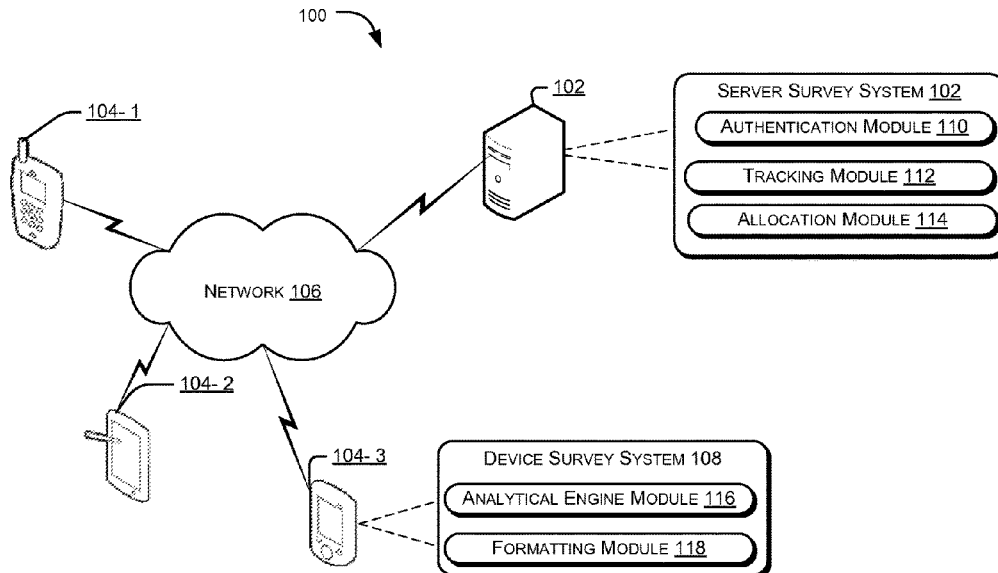 100
104-1
102
SERVER SURVEY SYSTEM 102
AUTHENTICATION MODULE 110
TRACKING MODULE 112
ALLOCATION MODULE 114
NETWORK 106
104-2
104-3
DEVICE SURVEY SYSTEM 108
ANALYTICAL ENGINE MODULE 116
FORMATTING MODULE 118